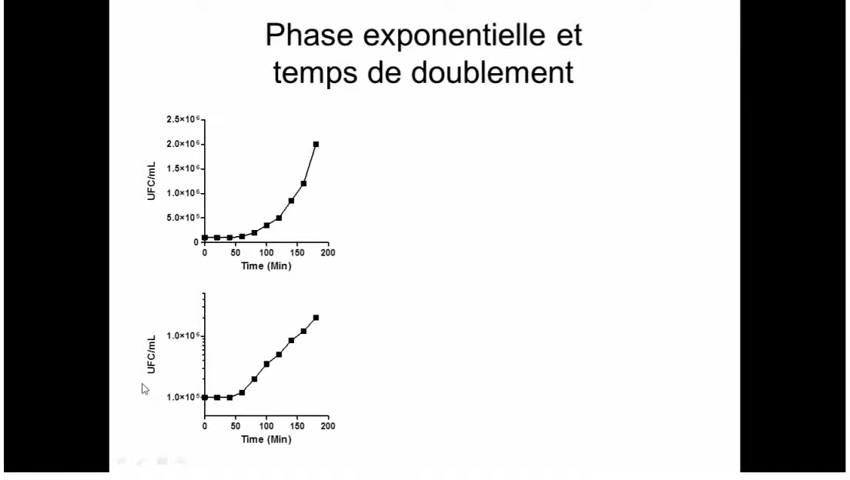 Phase exponentielle et
temps de doublement
2.5×10⁶
2.0×10⁶
1.5×10⁶
1.0×10⁶
5.0×10⁵
0
UFC/mL
0 50 100 150 200
Time (Min)
1.0×10⁶
1.0×10⁵
UFC/mL
0 50 100 150 200
Time (Min)